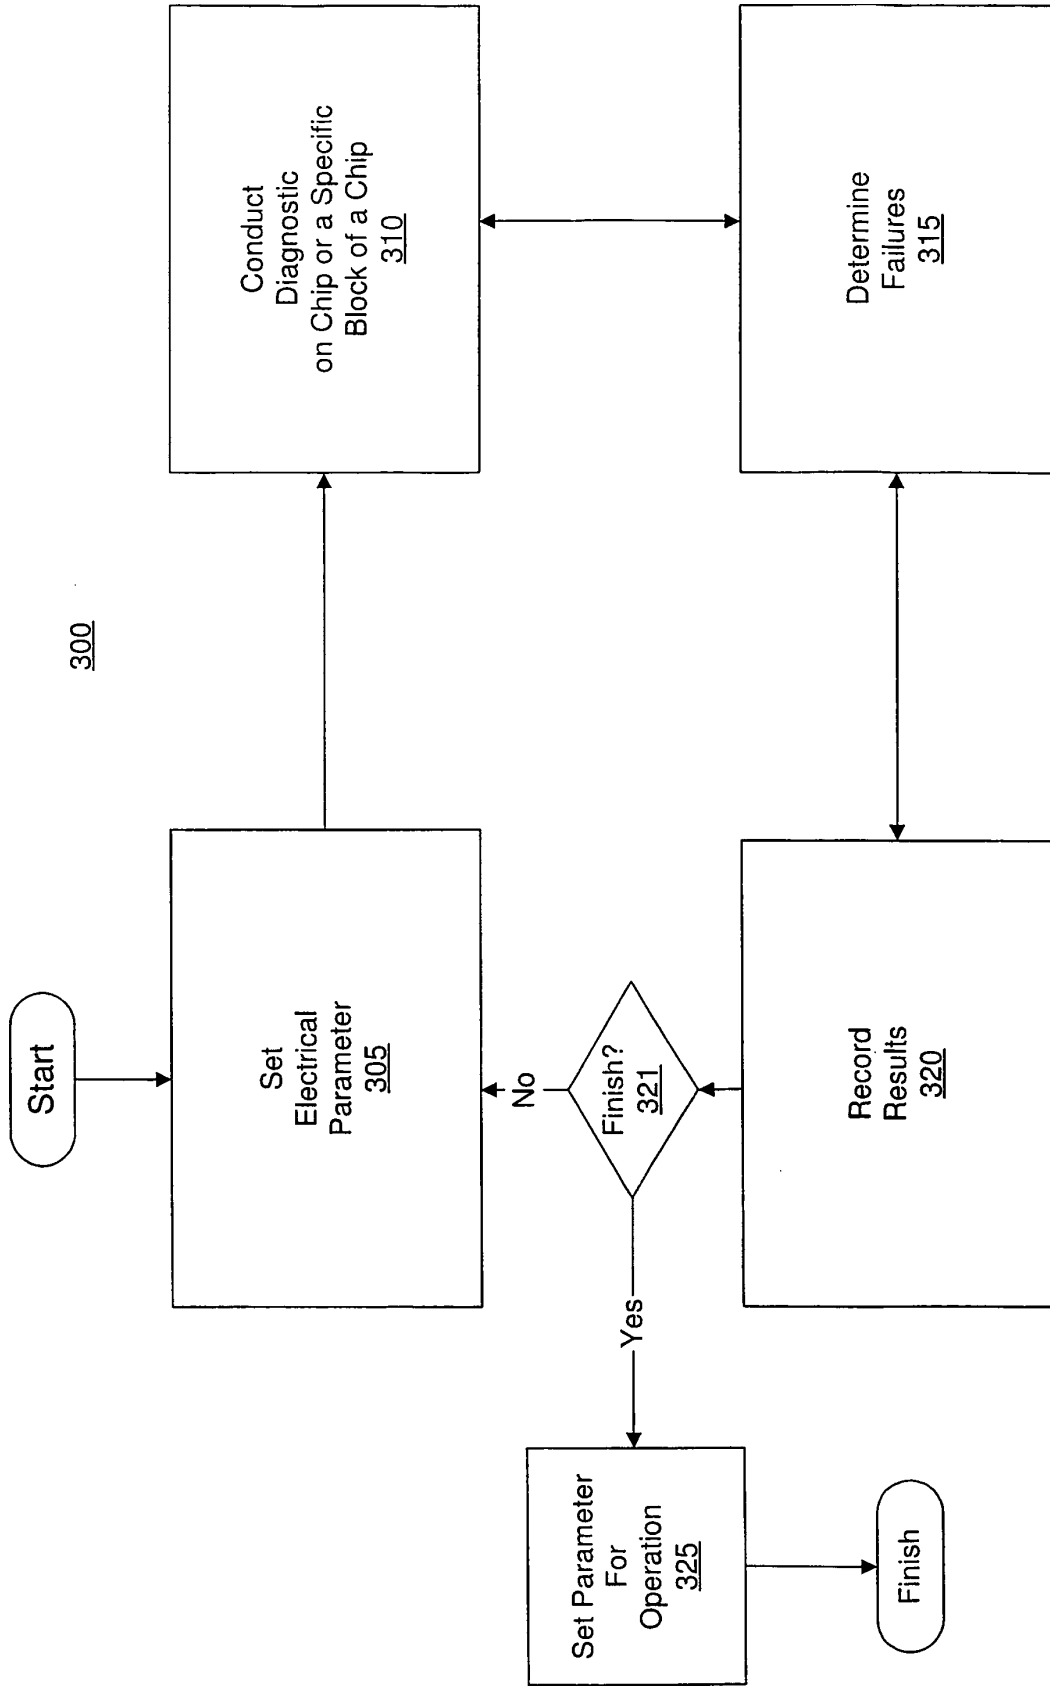 300
Start
Set
Electrical
Parameter
305
Conduct
Diagnostic
on Chip or a Specific
Block of a Chip
310
Determine
Failures
315
Record
Results
320
Finish?
321
No
Yes
Set Parameter
For
Operation
325
Finish